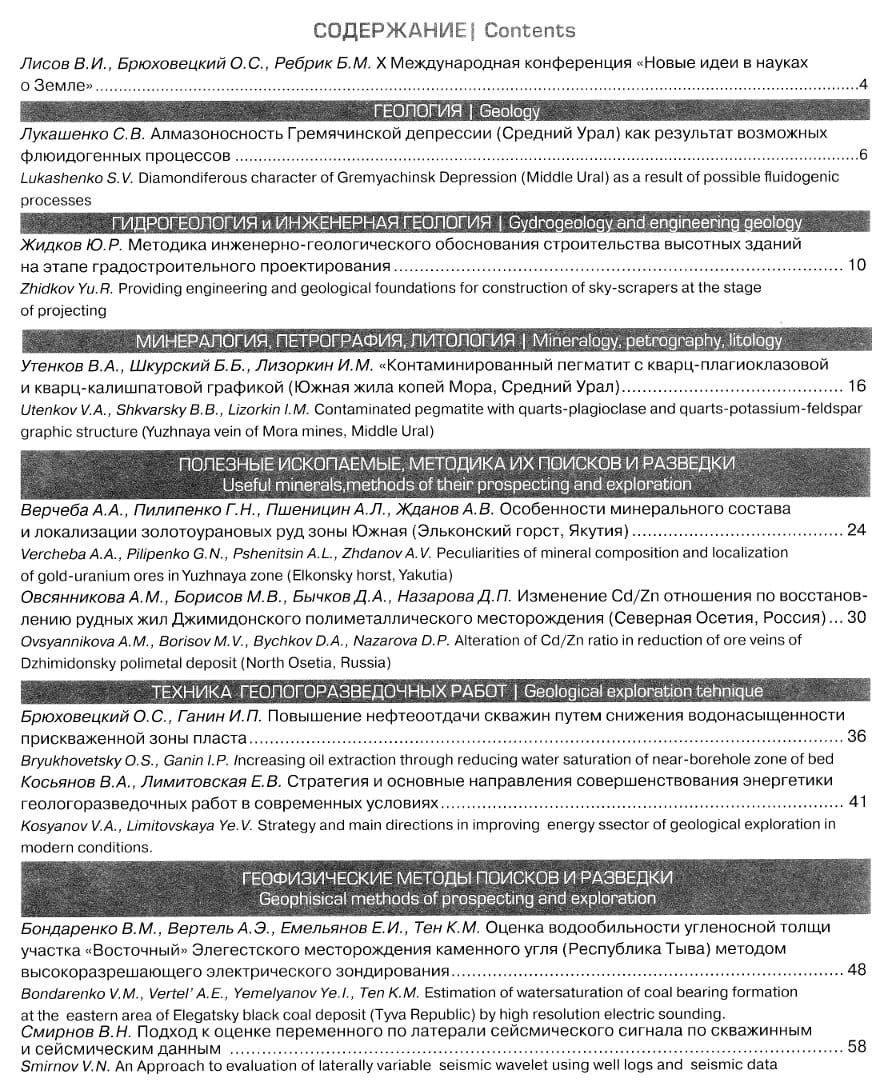 СОДЕРЖАНИЕ| Contents
Лисов В.И., Брюховецкий О.С., Ребрик Б.М. X Международная конференция «Новые идеи в науках
о Земле»..............................4
ГЕОЛОГИЯ | Geology
Лукашенко С.В. Алмазоносность Гремячинской депрессии (Средний Урал) как результат возможных
флюидогенных процессов ..............................6
Lukashenko S.V. Diamondiferous character of Gremyachinsk Depression (Middle Ural) as a result of possible fluidogenic
processes
ГИДРОГЕОЛОГИЯ и ИНЖЕНЕРНАЯ ГЕОЛОГИЯ | Gydrogeology and engineering geology
Жидков Ю.Р. Методика инженерно-геологического обоснования строительства высотных зданий
на этапе градостроительного проектирования.............................. 10
Zhidkov Yu.R. Providing engineering and geological foundations for construction of sky-scrapers at the stage
of projecting
МИНЕРАЛОГИЯ, ПЕТРОГРАФИЯ, ЛИТОЛОГИЯ | Mineralogy, petrography, litology
Утенков В.А., Шкурский Б.Б., Лизоркин И.М. «Контаминированный пегматит с кварц-плагиоклазовой
и кварц-калишпатовой графикой (Южная жила копей Мора, Средний Урал).............................. 16
Utenkov V.A., Shkvarsky B.B., Lizorkin I.M. Contaminated pegmatite with quarts-plagioclase and quarts-potassium-feldspar
graphic structure (Yuzhnaya vein of Mora mines, Middle Ural)
ПОЛЕЗНЫЕ ИСКОПАЕМЫЕ, МЕТОДИКА ИХ ПОИСКОВ И РАЗВЕДКИ
Useful minerals,methods of their prospecting and exploration
Верчеба А.А., Пилипенко Г.Н., Пшеницин А.Л., Жданов А.В. Особенности минерального состава
и локализации золотоурановых руд зоны Южная (Эльконский горст, Якутия).............................. 24
Vercheba A.A., Pilipenko G.N., Pshenitsin A.L., Zhdanov A.V. Peculiarities of mineral composition and localization
of gold-uranium ores in Yuzhnaya zone (Elkonsky horst, Yakutia)
Овсянникова А.М., Борисов М.В., Бычков Д.А., Назарова Д.П. Изменение Cd/Zn отношения по восстанов-
лению рудных жил Джимидонского полиметаллического месторождения (Северная Осетия, Россия)... 30
Ovsyannikova A.M., Borisov M.V., Bychkov D.A., Nazarova D.P. Alteration of Cd/Zn ratio in reduction of ore veins of
Dzhimidonsky polimetal deposit (North Osetia, Russia)
ТЕХНИКА ГЕОЛОГОРАЗВЕДОЧНЫХ РАБОТ | Geological exploration tehnique
Брюховецкий О.С., Ганин И.П. Повышение нефтеоотдачи скважин путем снижения водонасыщенности
прискваженной зоны пласта.............................. 36
Bryukhovetsky O.S., Ganin I.P. Increasing oil extraction through reducing water saturation of near-borehole zone of bed
Косьянов В.А., Лимитовская Е.В. Стратегия и основные направления совершенствования энергетики
геологоразведочных работ в современных условиях.............................. 41
Kosyanov V.A., Limitovskaya Ye.V. Strategy and main directions in improving energy ssector of geological exploration in
modern conditions.
ГЕОФИЗИЧЕСКИЕ МЕТОДЫ ПОИСКОВ И РАЗВЕДКИ
Geophisical methods of prospecting and exploration
Бондаренко В.М., Вертель А.Э., Емельянов Е.И., Тен К.М. Оценка водообильности угленосной толщи
участка «Восточный» Элегестского месторождения каменного угля (Республика Тыва) методом
высокоразрешающего электрического зондирования.............................. 48
Bondarenko V.M., Vertel' A.E., Yemelyanov Ye.I., Ten K.M. Estimation of watersaturation of coal bearing formation
at the eastern area of Elegatsky black coal deposit (Tyva Republic) by high resolution electric sounding.
Смирнов В.Н. Подход к оценке переменного по латерали сейсмического сигнала по скважинным
и сейсмическим данным .............................. 58
Smirnov V.N. An Approach to evaluation of laterally variable seismic wavelet using well logs and seismic data